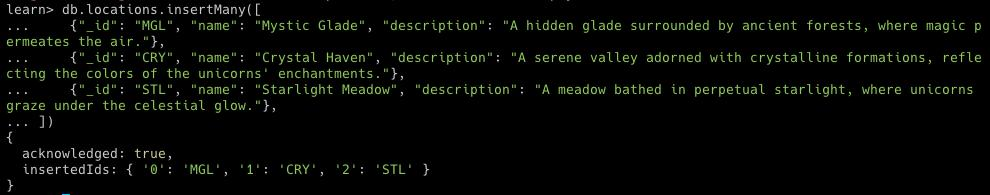 learn> db.locations.insertMany([
...     {"_id": "MGL", "name": "Mystic Glade", "description": "A hidden glade surrounded by ancient forests, where magic p
ermeates the air."},
...     {"_id": "CRY", "name": "Crystal Haven", "description": "A serene valley adorned with crystalline formations, refle
cting the colors of the unicorns' enchantments."},
...     {"_id": "STL", "name": "Starlight Meadow", "description": "A meadow bathed in perpetual starlight, where unicorns
graze under the celestial glow."},
... ])
{
  acknowledged: true,
  insertedIds: { '0': 'MGL', '1': 'CRY', '2': 'STL' }
}